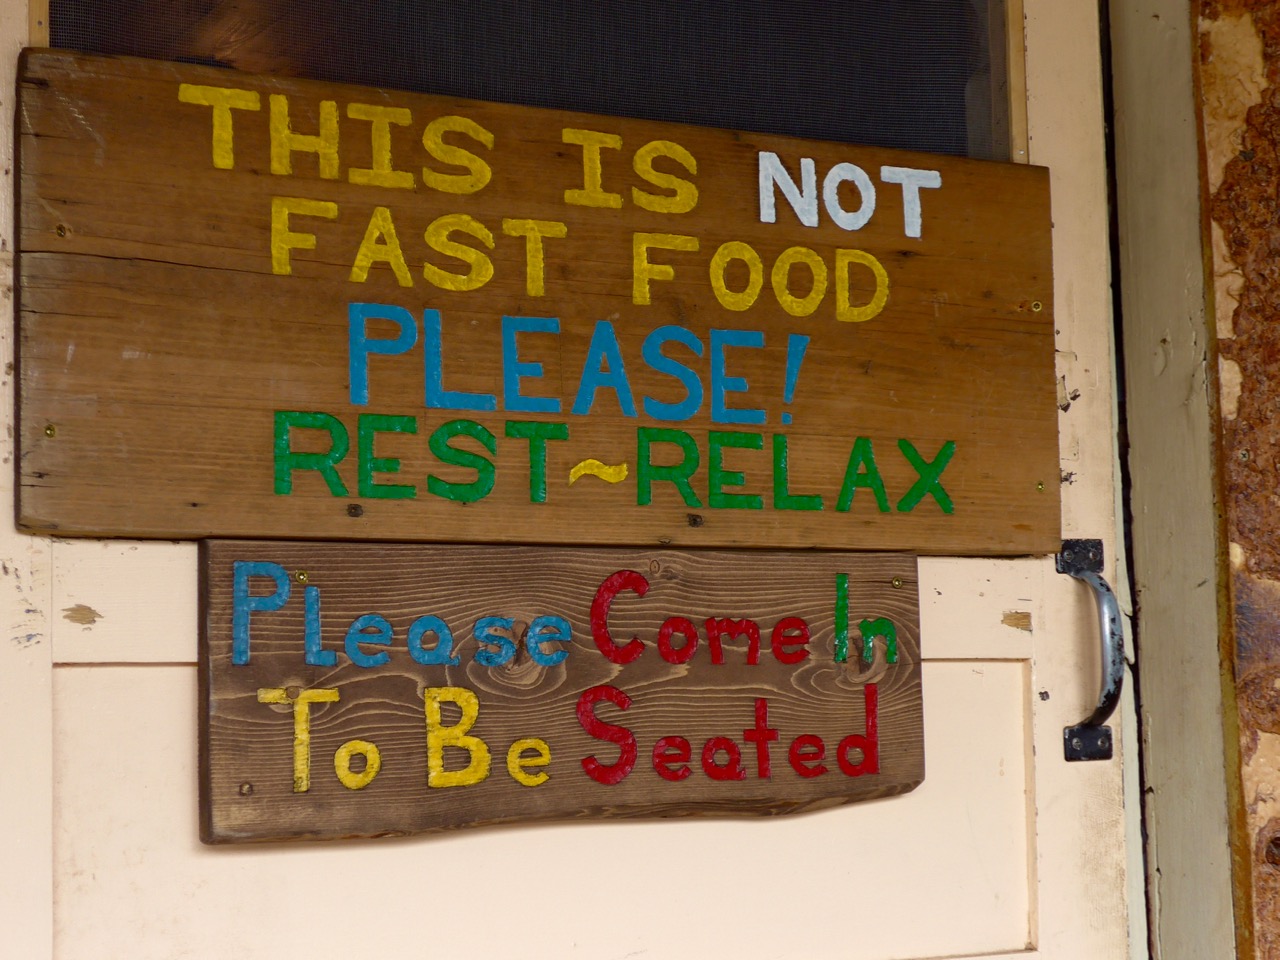 THIS IS NOT
FAST FOOD
PLEASE!
REST~RELAX
Please Come In
To Be Seated